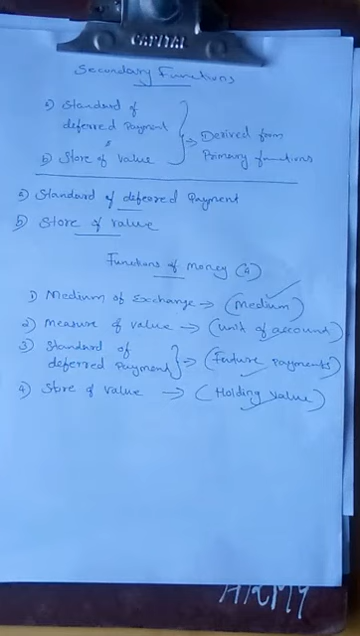 CAPITAL
Secondary Functions
a) Standard of
deferred Payment
&
b) Store of value
⇒ Derived from
Primary functions
a) Standard of deferred Payment
b) Store of value
Functions of money (4)
1) Medium of Exchange → (Medium)
2) Measure of value → (unit of account)
3) Standard of
deferred Payment } → (Future Payments)
4) Store of value → (Holding value)
ARMY